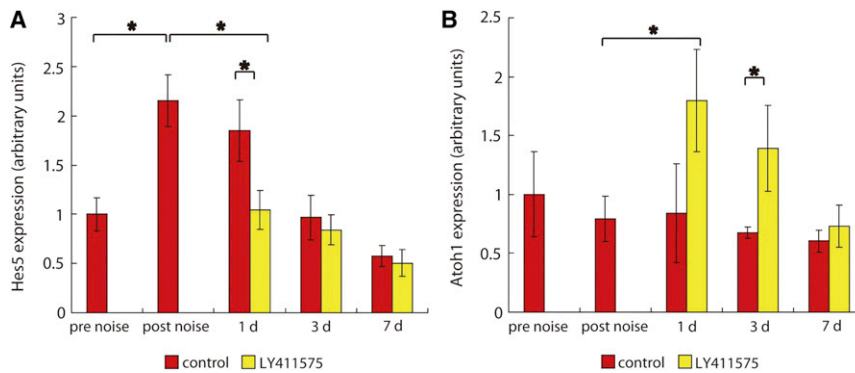 A
Hes5 expression (arbitrary units)
3
2.5
2
1.5
1
0.5
0
* * *
pre noise post noise 1 d 3 d 7 d
control LY411575
B
Atoh1 expression (arbitrary units)
2.5
2
1.5
1
0.5
0
* *
pre noise post noise 1 d 3 d 7 d
control LY411575